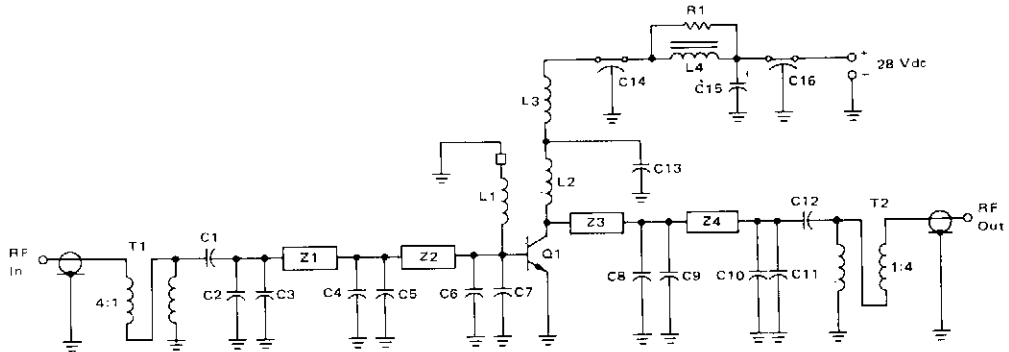 R1
L4
C14
C15
C16
+
28 Vdc
−
L3
C13
L2
L1
C12
T2
RF
Out
Z3
Z4
Q1
1:4
RF
In
T1
C1
Z1
Z2
4:1
C2
C3
C4
C5
C6
C7
C8
C9
C10
C11